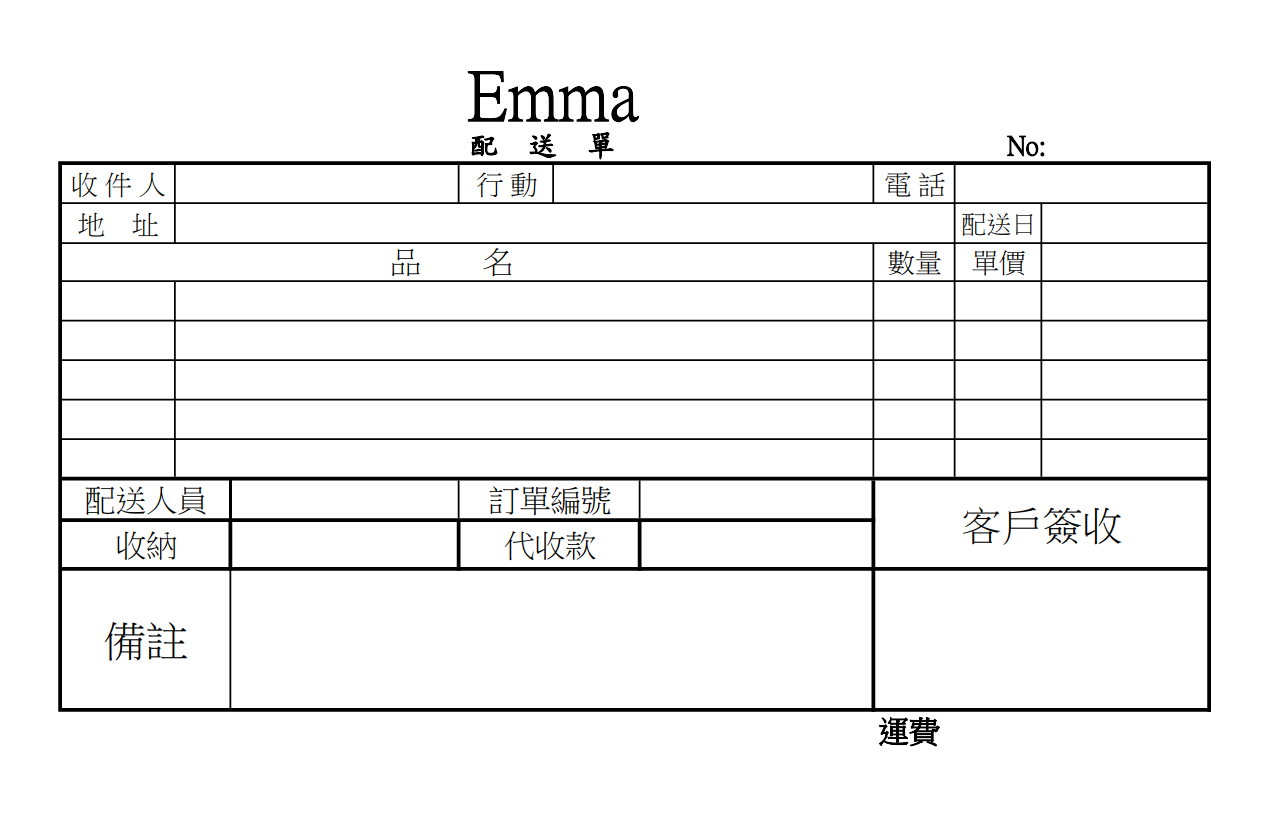 Emma
配送單 No:
收件人 行動 電話
地址 配送日
品名 數量 單價
配送人員 訂單編號
客戶簽收
收納 代收款
備註
運費